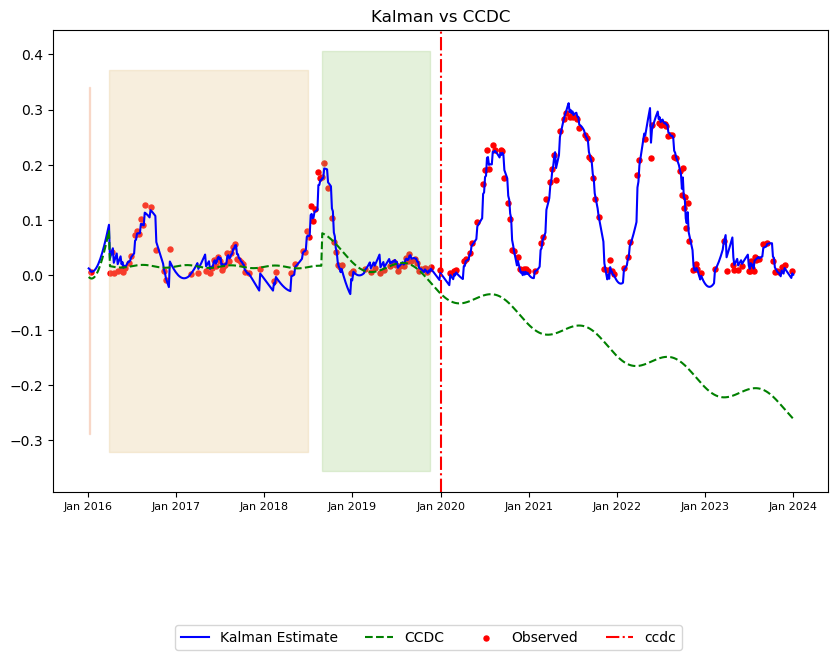 Kalman vs CCDC
0.4
0.3
0.2
0.1
0.0
−0.1
−0.2
−0.3
Jan 2016 Jan 2017 Jan 2018 Jan 2019 Jan 2020 Jan 2021 Jan 2022 Jan 2023 Jan 2024
Kalman Estimate CCDC Observed ccdc